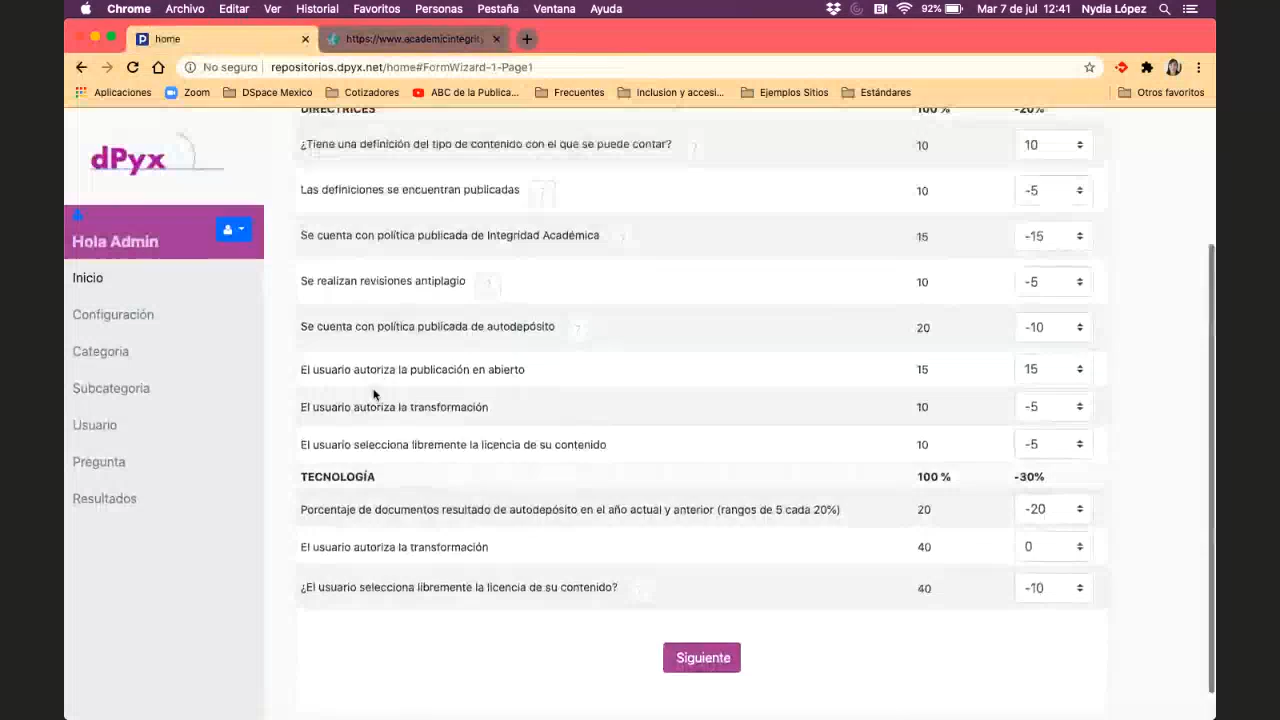 Chrome Archivo Editar Ver Historial Favoritos Personas Pestaña Ventana Ayuda 92% Mar 7 de jul 12:41 Nydia López
home https://www.academicintegrit
No seguro repositorios.dpyx.net/home#FormWizard-1-Page1
Aplicaciones Zoom DSpace Mexico Cotizadores ABC de la Publica... Frecuentes Inclusion y accesi... Ejemplos Sitios Estándares Otros favoritos
dPyx
Hola Admin
Inicio
Configuración
Categoria
Subcategoria
Usuario
Pregunta
Resultados
DIRECTRICES 100 % -20%
¿Tiene una definición del tipo de contenido con el que se puede contar? ? 10 10
Las definiciones se encuentran publicadas ? 10 -5
Se cuenta con política publicada de Integridad Académica ? 15 -15
Se realizan revisiones antiplagio ? 10 -5
Se cuenta con política publicada de autodepósito ? 20 -10
El usuario autoriza la publicación en abierto 15 15
El usuario autoriza la transformación 10 -5
El usuario selecciona libremente la licencia de su contenido 10 -5
TECNOLOGÍA 100 % -30%
Porcentaje de documentos resultado de autodepósito en el año actual y anterior (rangos de 5 cada 20%) 20 -20
El usuario autoriza la transformación 40 0
¿El usuario selecciona libremente la licencia de su contenido? 40 -10
Siguiente